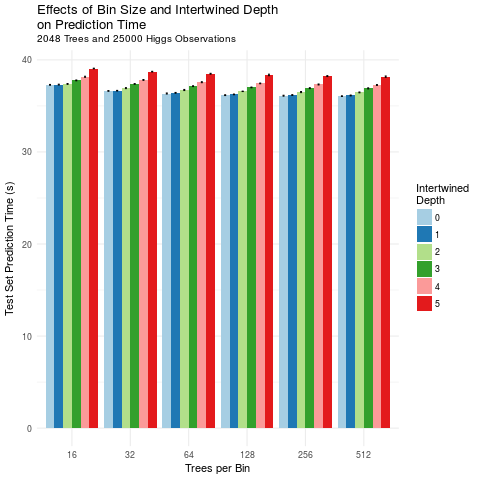 Effects of Bin Size and Intertwined Depth
on Prediction Time
2048 Trees and 25000 Higgs Observations
Test Set Prediction Time (s)
40
30
20
10
0
16 32 64 128 256 512
Trees per Bin
Intertwined
Depth
0
1
2
3
4
5